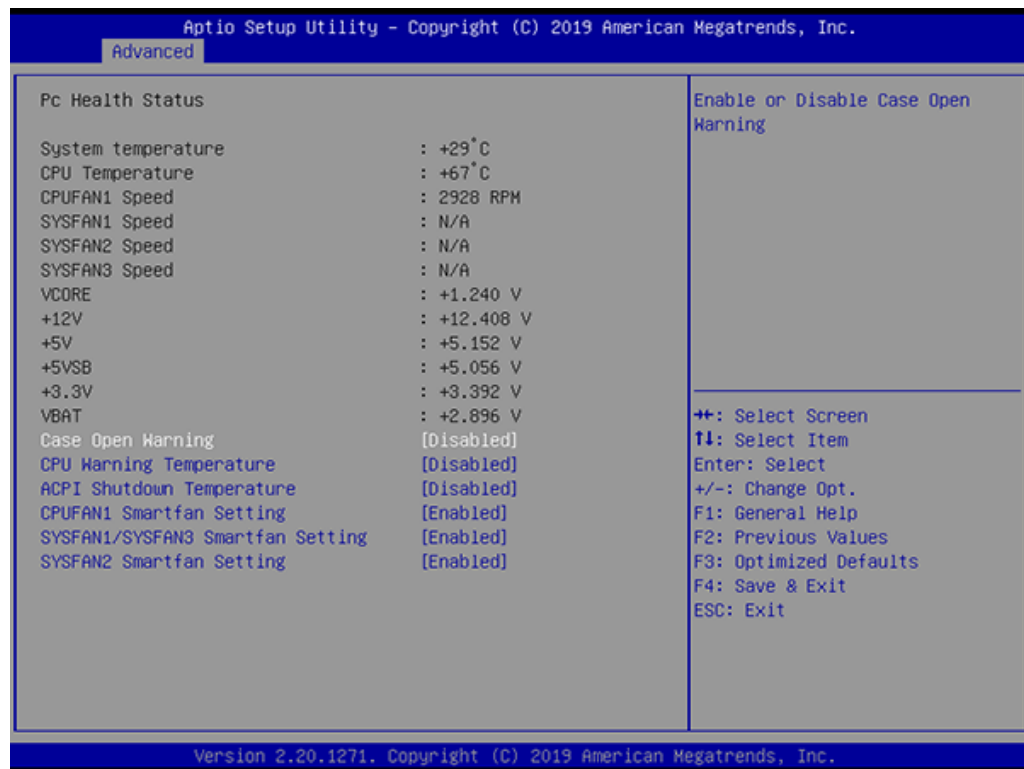 Aptio Setup Utility – Copyright (C) 2019 American Megatrends, Inc.
Advanced
Pc Health Status
System temperature : +29°C
CPU Temperature : +67°C
CPUFAN1 Speed : 2928 RPM
SYSFAN1 Speed : N/A
SYSFAN2 Speed : N/A
SYSFAN3 Speed : N/A
VCORE : +1.240 V
+12V : +12.408 V
+5V : +5.152 V
+5VSB : +5.056 V
+3.3V : +3.392 V
VBAT : +2.896 V
Case Open Warning [Disabled]
CPU Warning Temperature [Disabled]
ACPI Shutdown Temperature [Disabled]
CPUFAN1 Smartfan Setting [Enabled]
SYSFAN1/SYSFAN3 Smartfan Setting [Enabled]
SYSFAN2 Smartfan Setting [Enabled]
Enable or Disable Case Open
Warning
→←: Select Screen
↑↓: Select Item
Enter: Select
+/-: Change Opt.
F1: General Help
F2: Previous Values
F3: Optimized Defaults
F4: Save & Exit
ESC: Exit
Version 2.20.1271. Copyright (C) 2019 American Megatrends, Inc.